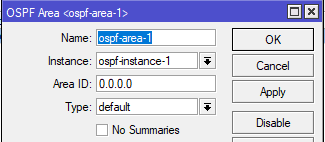 OSPF Area <ospf-area-1>
Name: ospf-area-1
OK
Instance: ospf-instance-1
Cancel
Area ID: 0.0.0.0
Apply
Type: default
No Summaries
Disable